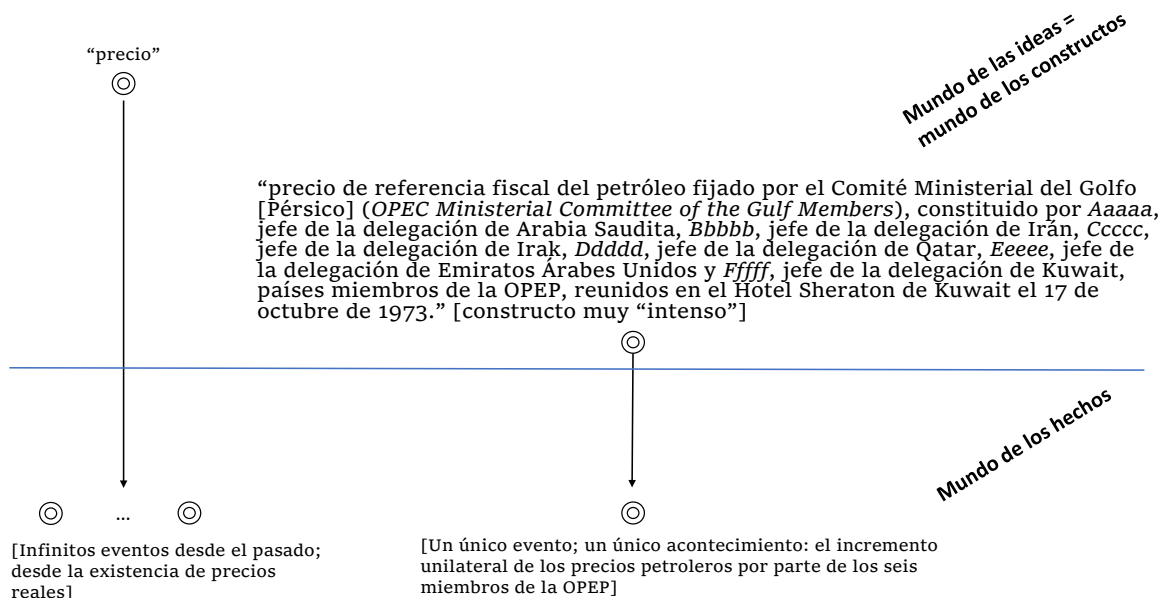 “precio”
Mundo de las ideas =
mundo de los constructos
“precio de referencia fiscal del petróleo fijado por el Comité Ministerial del Golfo
[Pérsico] (OPEC Ministerial Committee of the Gulf Members), constituido por Aaaaa,
jefe de la delegación de Arabia Saudita, Bbbbb, jefe de la delegación de Irán, Ccccc,
jefe de la delegación de Irak, Ddddd, jefe de la delegación de Qatar, Eeeee, jefe de
la delegación de Emiratos Árabes Unidos y Fffff, jefe de la delegación de Kuwait,
países miembros de la OPEP, reunidos en el Hotel Sheraton de Kuwait el 17 de
octubre de 1973.” [constructo muy “intenso”]
Mundo de los hechos
...
[Infinitos eventos desde el pasado;
desde la existencia de precios
reales]
[Un único evento; un único acontecimiento: el incremento
unilateral de los precios petroleros por parte de los seis
miembros de la OPEP]